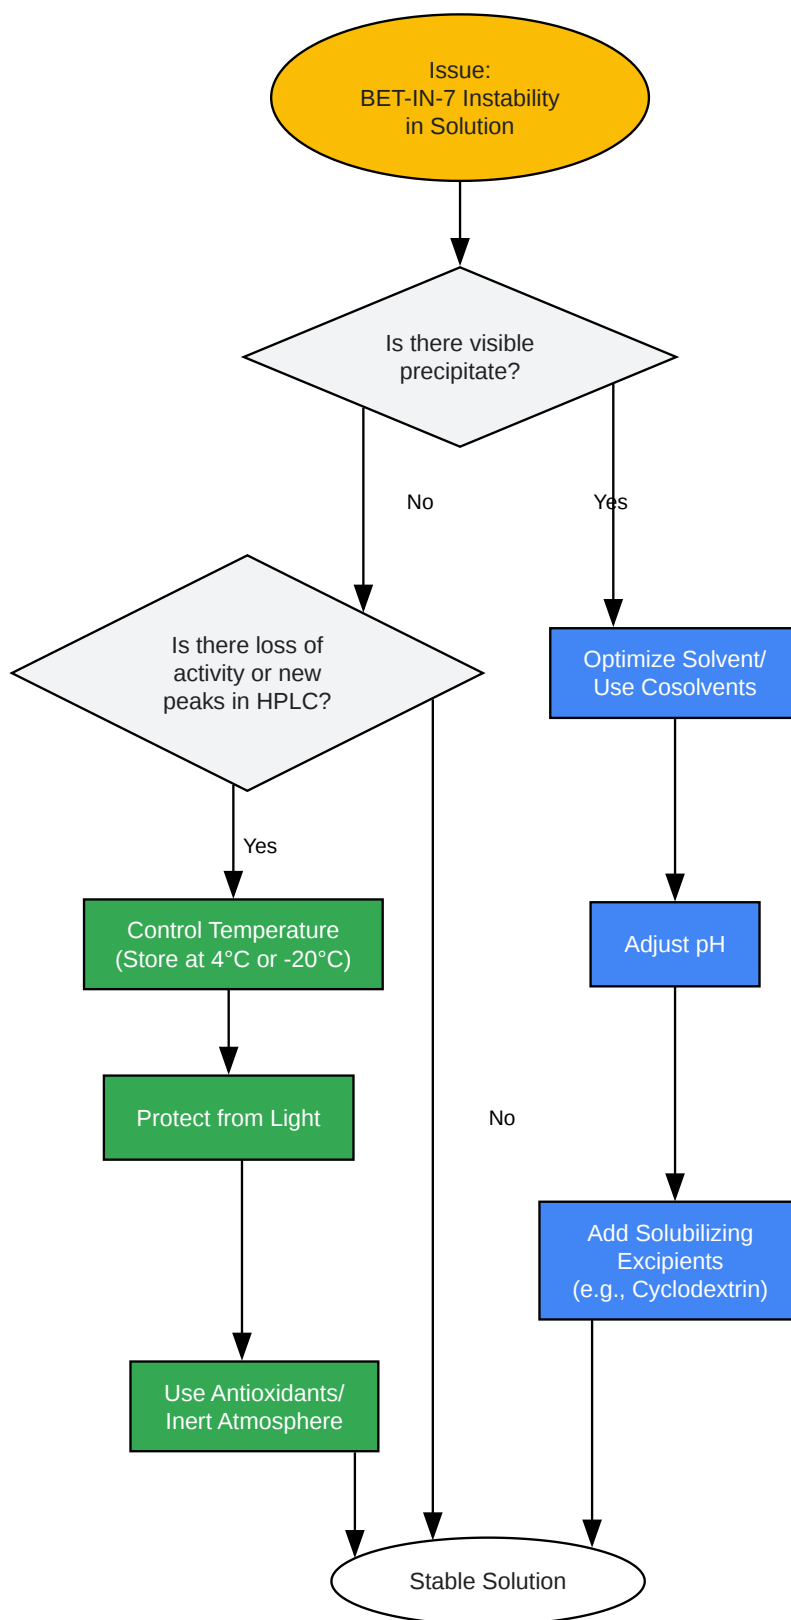 Issue:
BET-IN-7 Instability
in Solution
Is there visible
precipitate?
No
Yes
Is there loss of
activity or new
peaks in HPLC?
Optimize Solvent/
Use Cosolvents
Yes
Control Temperature
(Store at 4°C or -20°C)
Adjust pH
Protect from Light
No
Add Solubilizing
Excipients
(e.g., Cyclodextrin)
Use Antioxidants/
Inert Atmosphere
Stable Solution